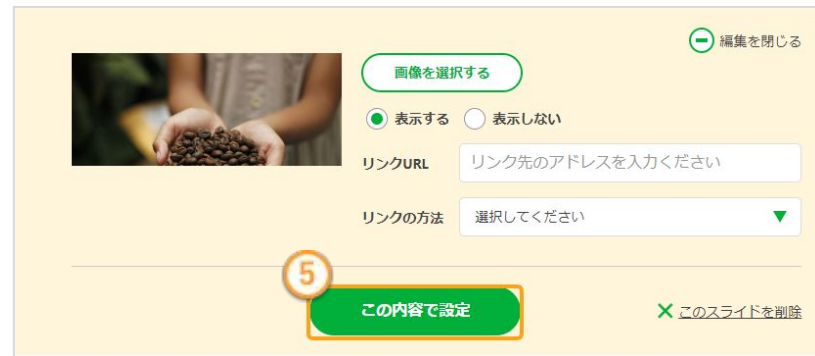 編集を閉じる
画像を選択する
表示する 表示しない
リンクURL リンク先のアドレスを入力ください
リンクの方法 選択してください
5
この内容で設定
このスライドを削除